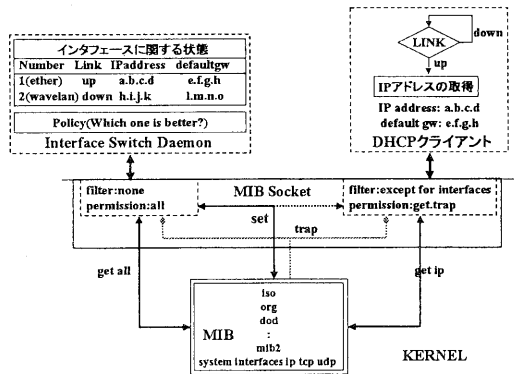 インタフェースに関する状態
Number Link IPaddress defaultgw
1(ether) up a.b.c.d e.f.g.h
2(wavelan) down h.i.j.k l.m.n.o
Policy(Which one is better?)
Interface Switch Daemon
LINK
down
up
IPアドレスの取得
IP address: a.b.c.d
default gw: e.f.g.h
DHCPクライアント
filter:none
permission:all
MIB Socket
filter:except for interfaces
permission:get.trap
set
trap
get all
get ip
iso
org
dod
:
mib2
MIB
system interfaces ip tcp udp
KERNEL